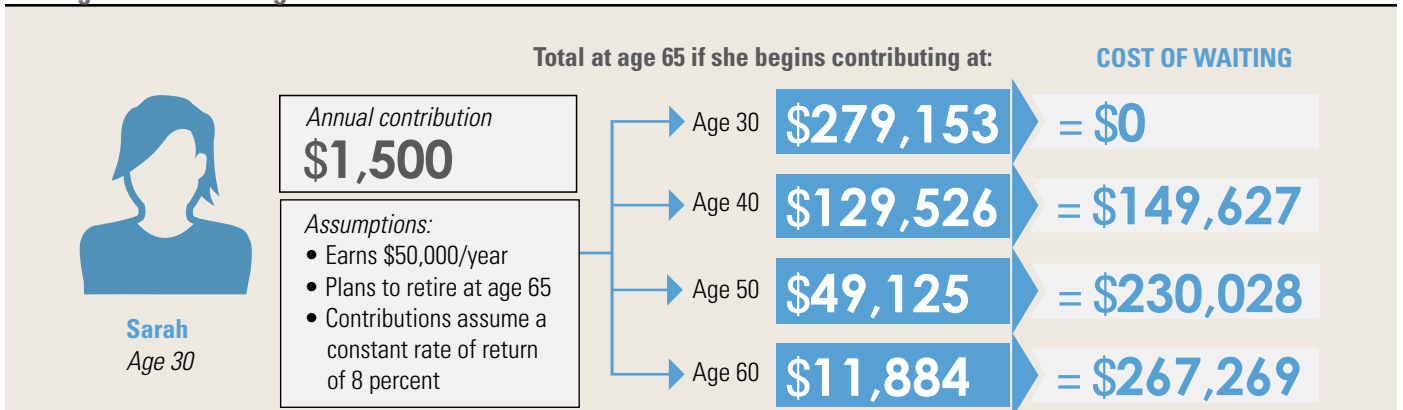 Total at age 65 if she begins contributing at:
COST OF WAITING
Annual contribution
$1,500
Assumptions:
• Earns $50,000/year
• Plans to retire at age 65
• Contributions assume a
constant rate of return
of 8 percent
Sarah
Age 30
Age 30 $279,153 = $0
Age 40 $129,526 = $149,627
Age 50 $49,125 = $230,028
Age 60 $11,884 = $267,269